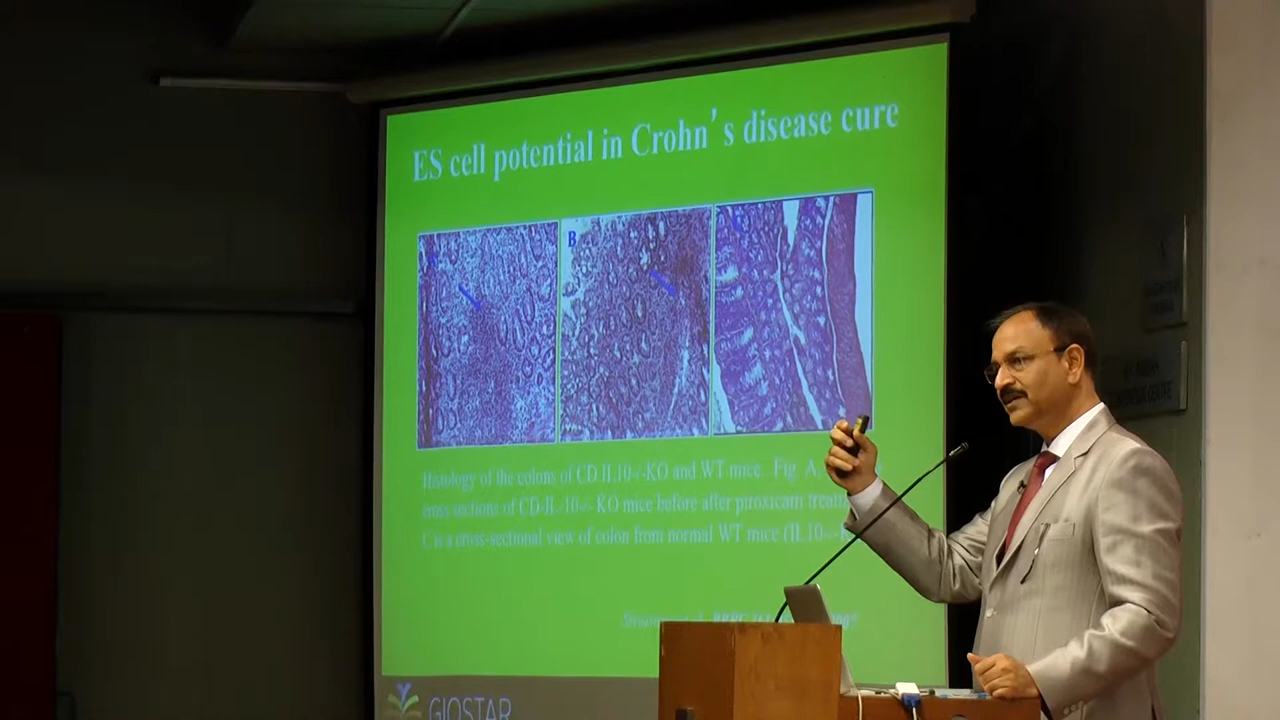 ES cell potential in Crohn's disease cure
A
B
C
Histology of the colons of CD IL10-/-KO and WT mice. Fig. A,
cross sections of CD-IL-10-/- KO mice before after piroxicam
C is a cross-sectional view of colon from normal WT mice (IL10-/-
GIOSTAR
CENTRE